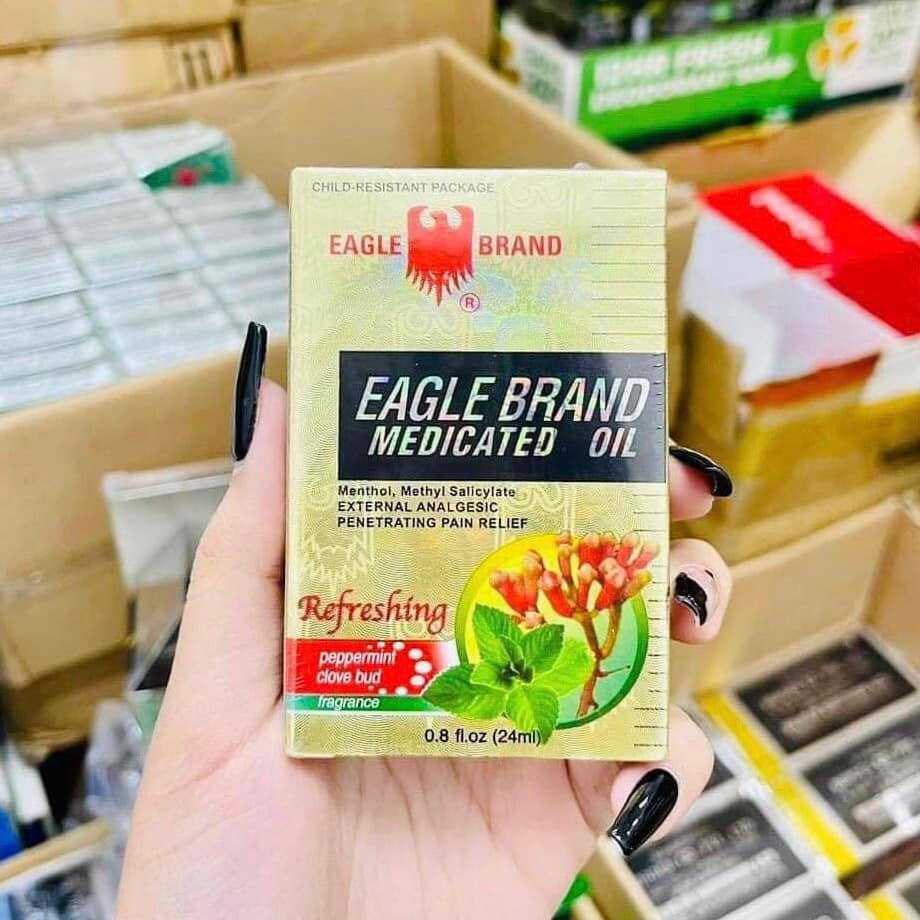 CHILD-RESISTANT PACKAGE
EAGLE BRAND
®
EAGLE BRAND
MEDICATED OIL
Menthol, Methyl Salicylate
EXTERNAL ANALGESIC
PENETRATING PAIN RELIEF
Refreshing
peppermint
clove bud
fragrance
0.8 fl.oz (24ml)